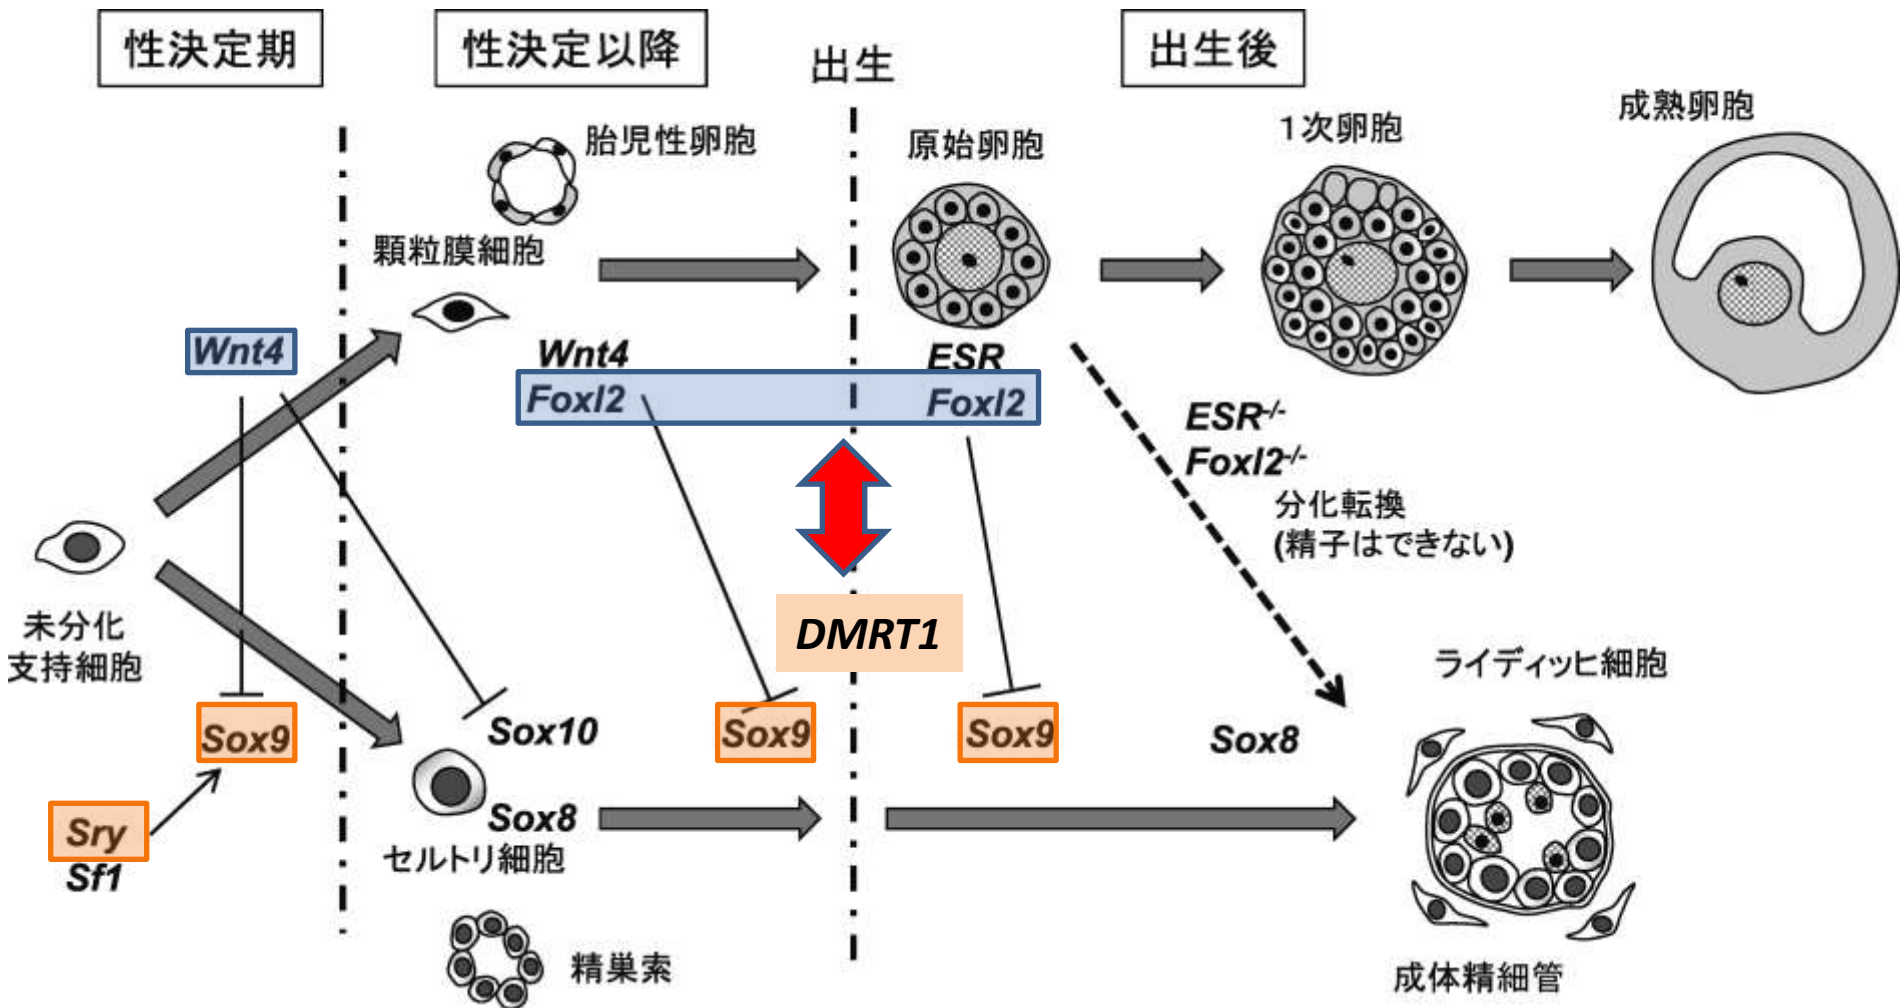 性決定期
性決定以降
出生
出生後
胎児性卵胞
原始卵胞
1次卵胞
成熟卵胞
顆粒膜細胞
Wnt4
Wnt4
Foxl2
ESR
Foxl2
ESR-/-
Foxl2-/-
分化転換
(精子はできない)
未分化
支持細胞
DMRT1
ライディッヒ細胞
Sox9
Sox10
Sox9
Sox9
Sox8
Sry
Sf1
Sox8
セルトリ細胞
精巣索
成体精細管